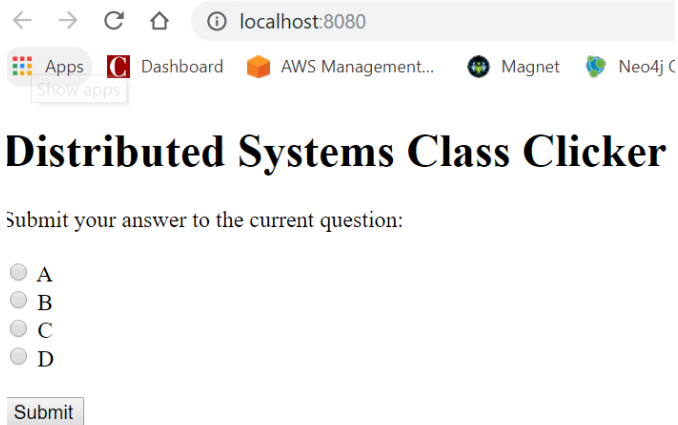 localhost:8080
Apps Dashboard AWS Management... Magnet Neo4j
Show apps
Distributed Systems Class Clicker
Submit your answer to the current question:
A
B
C
D
Submit